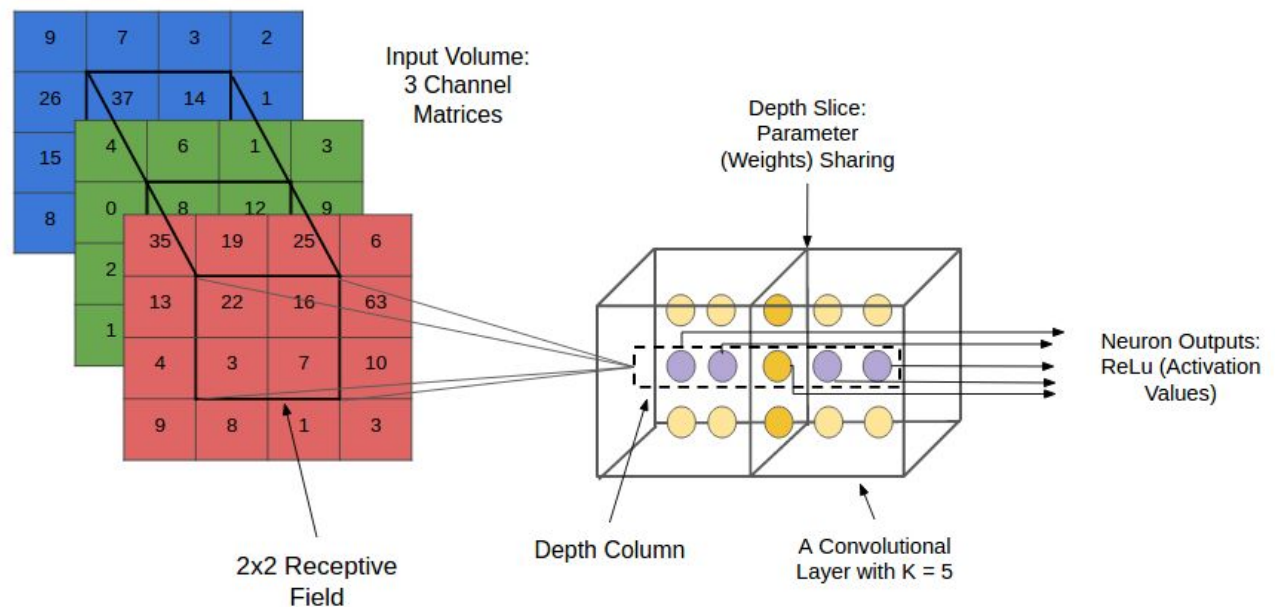 9 7 3 2
26 37 14 1
15
8
4 6 1 3
0 8 12 9
2
1
35 19 25 6
13 22 16 63
4 3 7 10
9 8 1 3
Input Volume:
3 Channel
Matrices
2x2 Receptive
Field
Depth Slice:
Parameter
(Weights) Sharing
Depth Column
A Convolutional
Layer with K = 5
Neuron Outputs:
ReLu (Activation
Values)